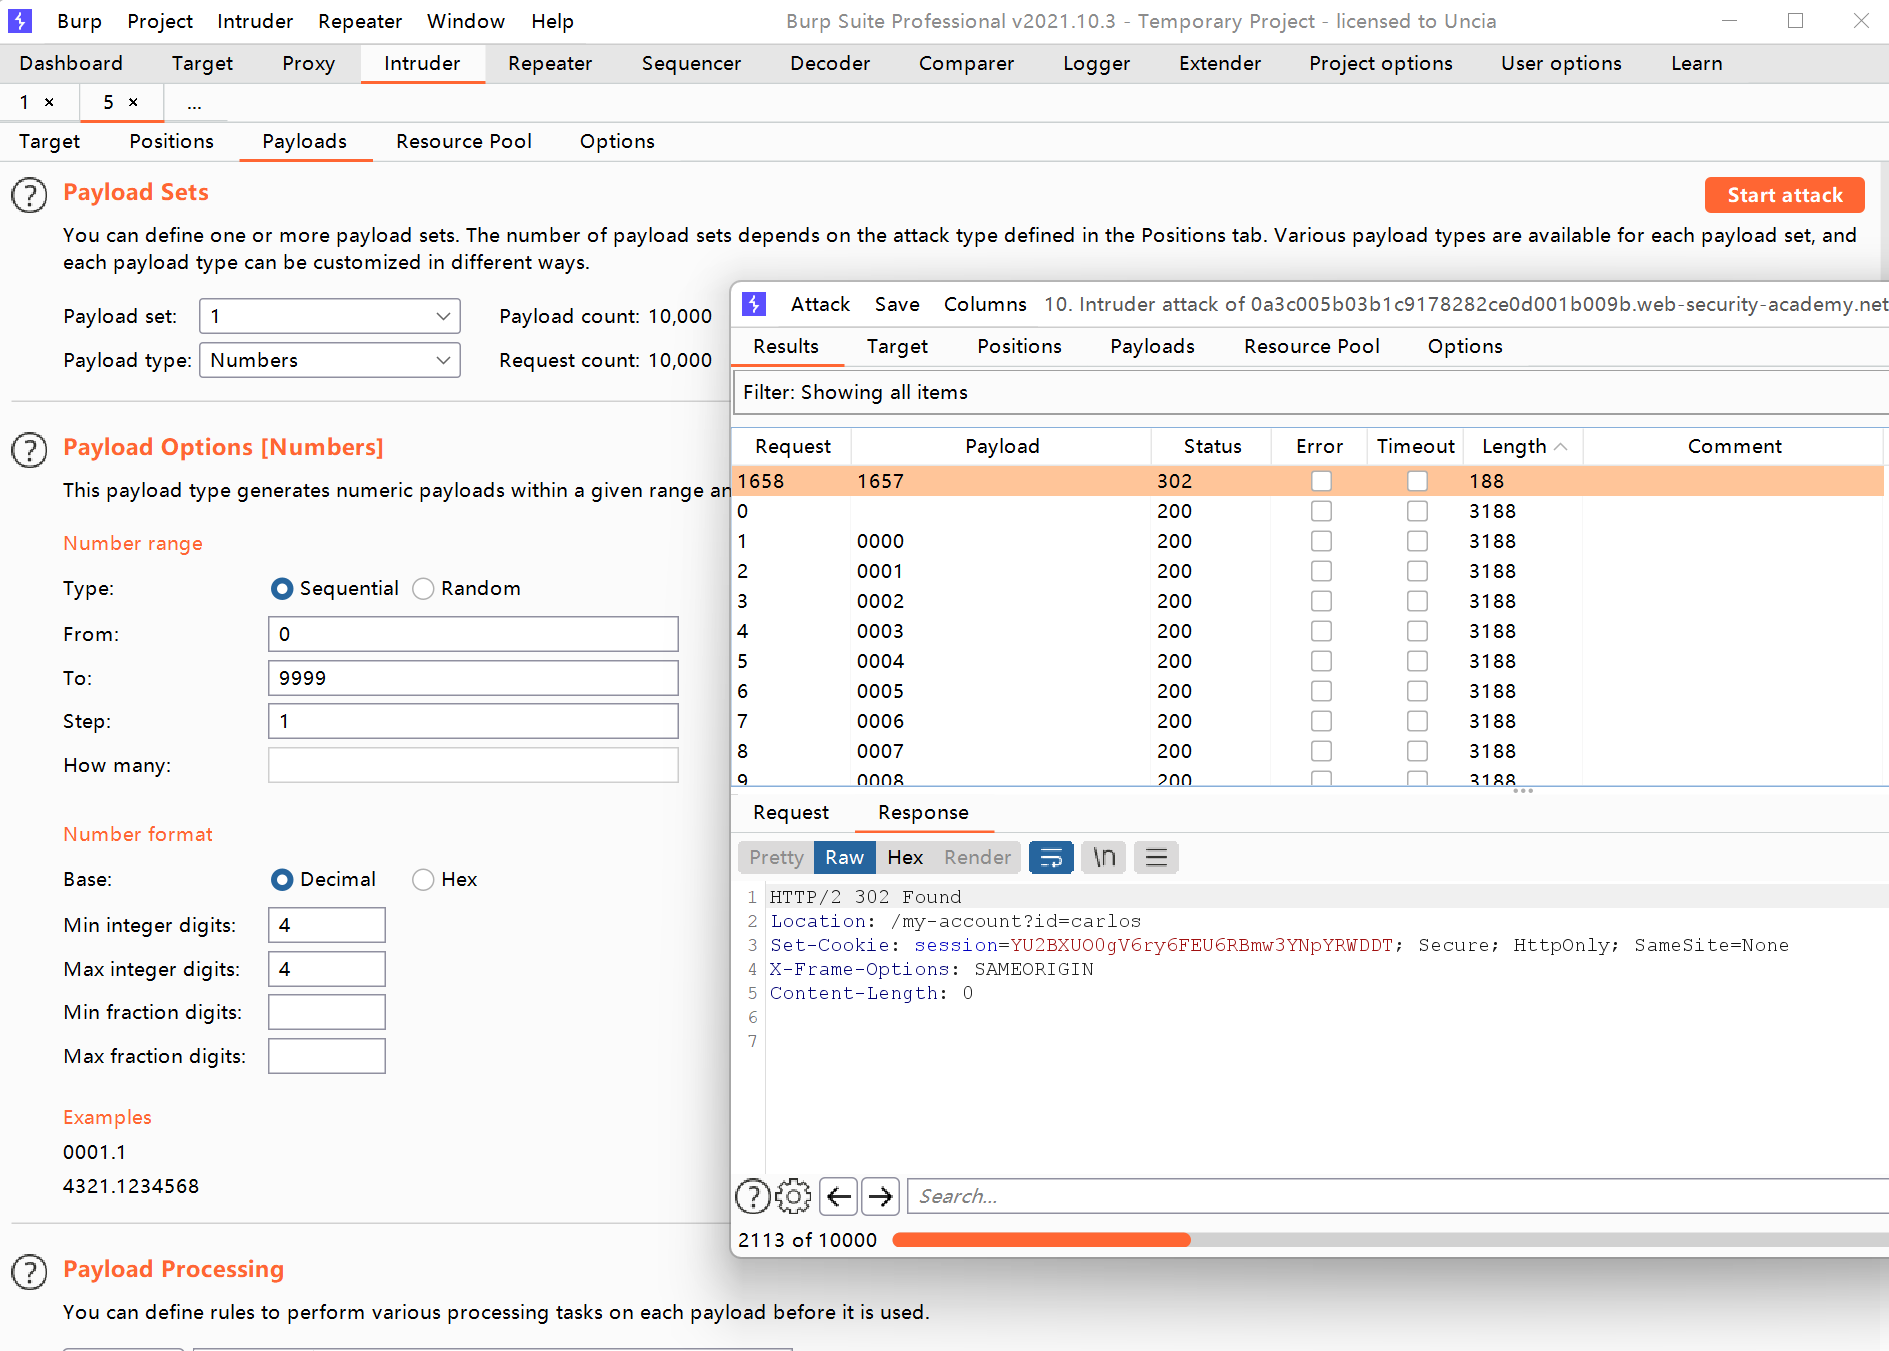 Burp Project Intruder Repeater Window Help Burp Suite Professional v2021.10.3 - Temporary Project - licensed to Uncia
Dashboard Target Proxy Intruder Repeater Sequencer Decoder Comparer Logger Extender Project options User options Learn
1 × 5 × ...
Target Positions Payloads Resource Pool Options
? Payload Sets Start attack
You can define one or more payload sets. The number of payload sets depends on the attack type defined in the Positions tab. Various payload types are available for each payload set, and
each payload type can be customized in different ways.
Payload set: 1 Payload count: 10,000
Payload type: Numbers Request count: 10,000
? Payload Options [Numbers]
This payload type generates numeric payloads within a given range an
Number range
Type: Sequential Random
From: 0
To: 9999
Step: 1
How many:
Number format
Base: Decimal Hex
Min integer digits: 4
Max integer digits: 4
Min fraction digits:
Max fraction digits:
Examples
0001.1
4321.1234568
? Payload Processing
You can define rules to perform various processing tasks on each payload before it is used.
Attack Save Columns 10. Intruder attack of 0a3c005b03b1c9178282ce0d001b009b.web-security-academy.net
Results Target Positions Payloads Resource Pool Options
Filter: Showing all items
Request Payload Status Error Timeout Length Comment
1658 1657 302 188
0 200 3188
1 0000 200 3188
2 0001 200 3188
3 0002 200 3188
4 0003 200 3188
5 0004 200 3188
6 0005 200 3188
7 0006 200 3188
8 0007 200 3188
9 0008 200 3188
Request Response
Pretty Raw Hex Render \n
1 HTTP/2 302 Found
2 Location: /my-account?id=carlos
3 Set-Cookie: session=YU2BXUO0gV6ry6FEU6RBmw3YNpYRWDDT; Secure; HttpOnly; SameSite=None
4 X-Frame-Options: SAMEORIGIN
5 Content-Length: 0
6
7
? Search...
2113 of 10000